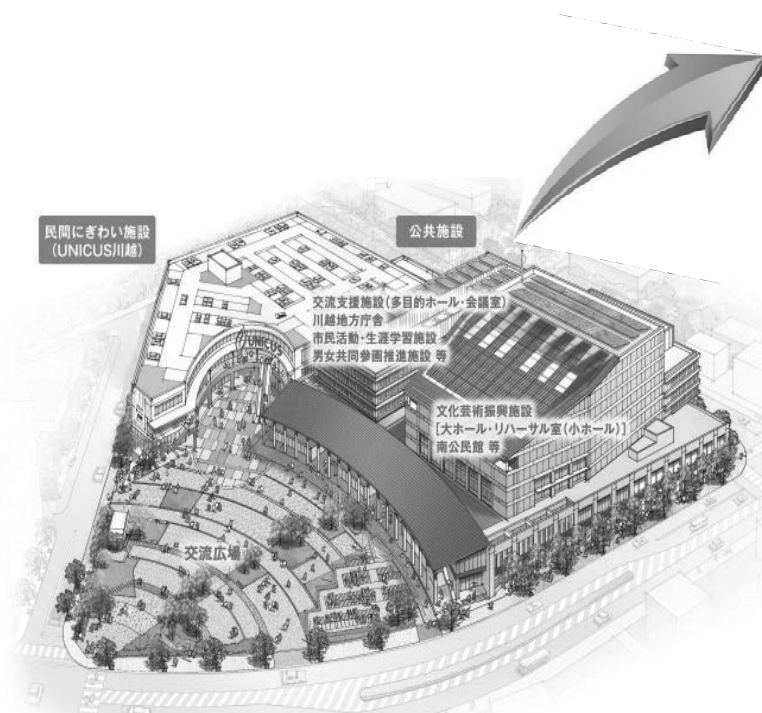 民間にぎわい施設
(UNICUS川越)
公共施設
交流支援施設(多目的ホール・会議室)
川越地方庁舎
市民活動・生涯学習施設
男女共同参画推進施設 等
UNICUS
文化芸術振興施設
[大ホール・リハーサル室(小ホール)]
南公民館 等
交流広場